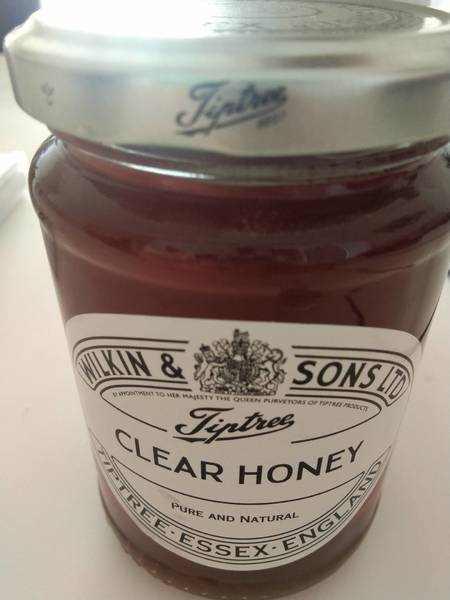 Tiptree
WILKIN & SONS LTD
BY APPOINTMENT TO HER MAJESTY THE QUEEN PURVEYORS OF TIPTREE PRODUCTS
Tiptree
CLEAR HONEY
PURE AND NATURAL
TIPTREE·ESSEX·ENGLAND